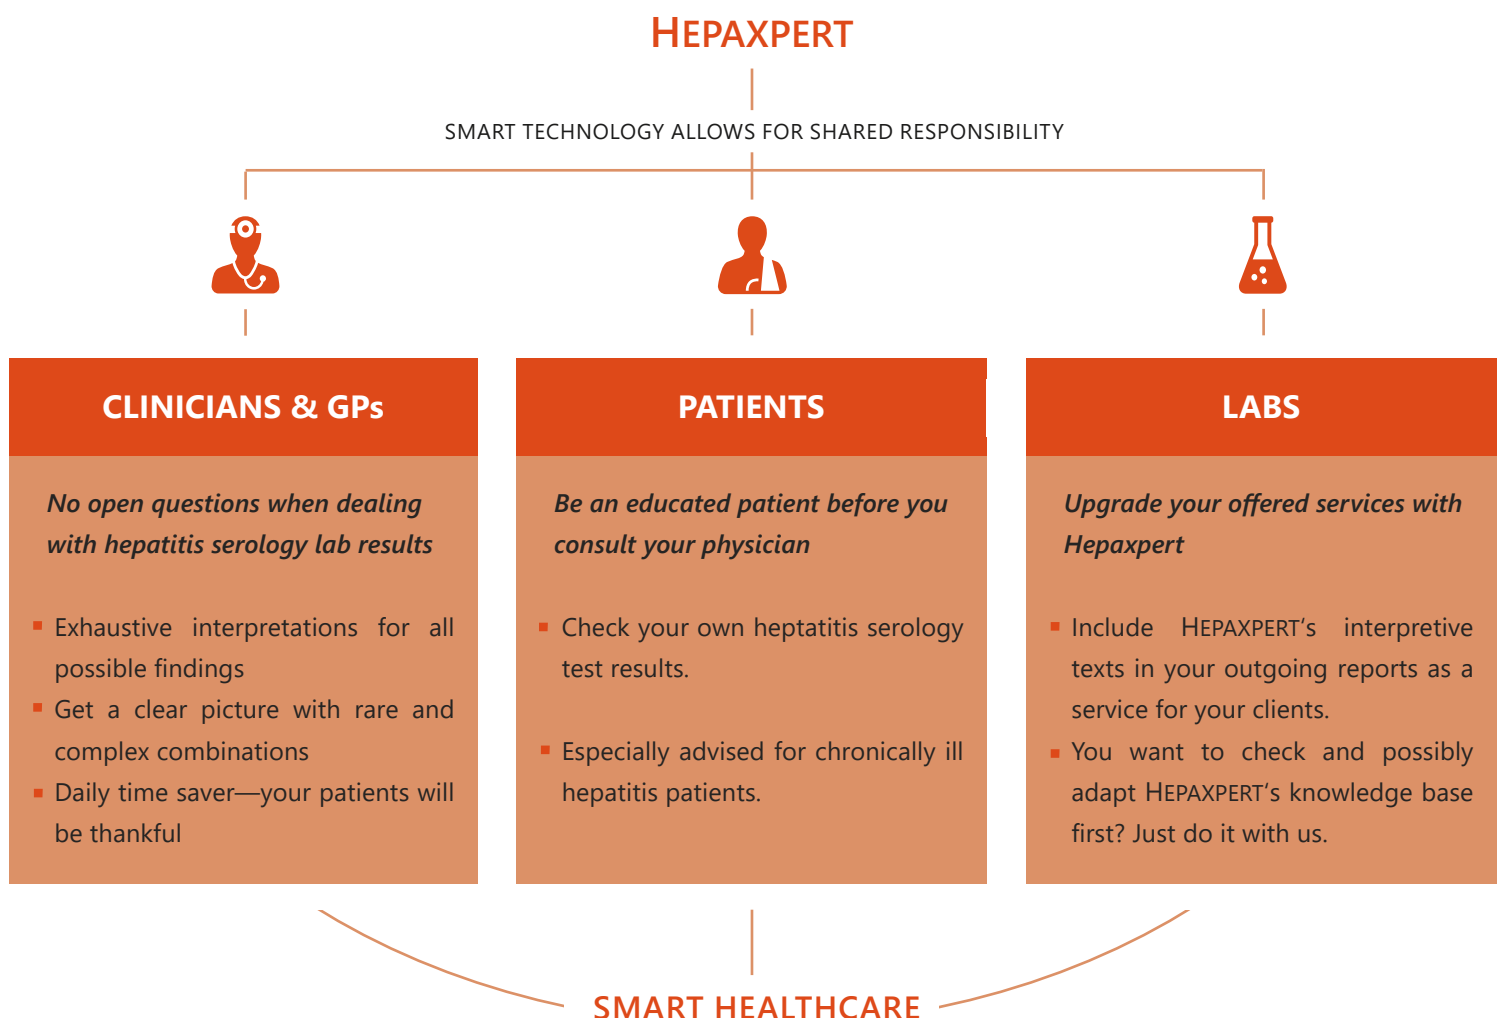 HEPAXPERT
SMART TECHNOLOGY ALLOWS FOR SHARED RESPONSIBILITY
CLINICIANS & GPs
No open questions when dealing
with hepatitis serology lab results
Exhaustive interpretations for all
possible findings
Get a clear picture with rare and
complex combinations
Daily time saver—your patients will
be thankful
PATIENTS
Be an educated patient before you
consult your physician
Check your own heptatitis serology
test results.
Especially advised for chronically ill
hepatitis patients.
LABS
Upgrade your offered services with
Hepaxpert
Include HEPAXPERT's interpretive
texts in your outgoing reports as a
service for your clients.
You want to check and possibly
adapt HEPAXPERT's knowledge base
first? Just do it with us.
SMART HEALTHCARE